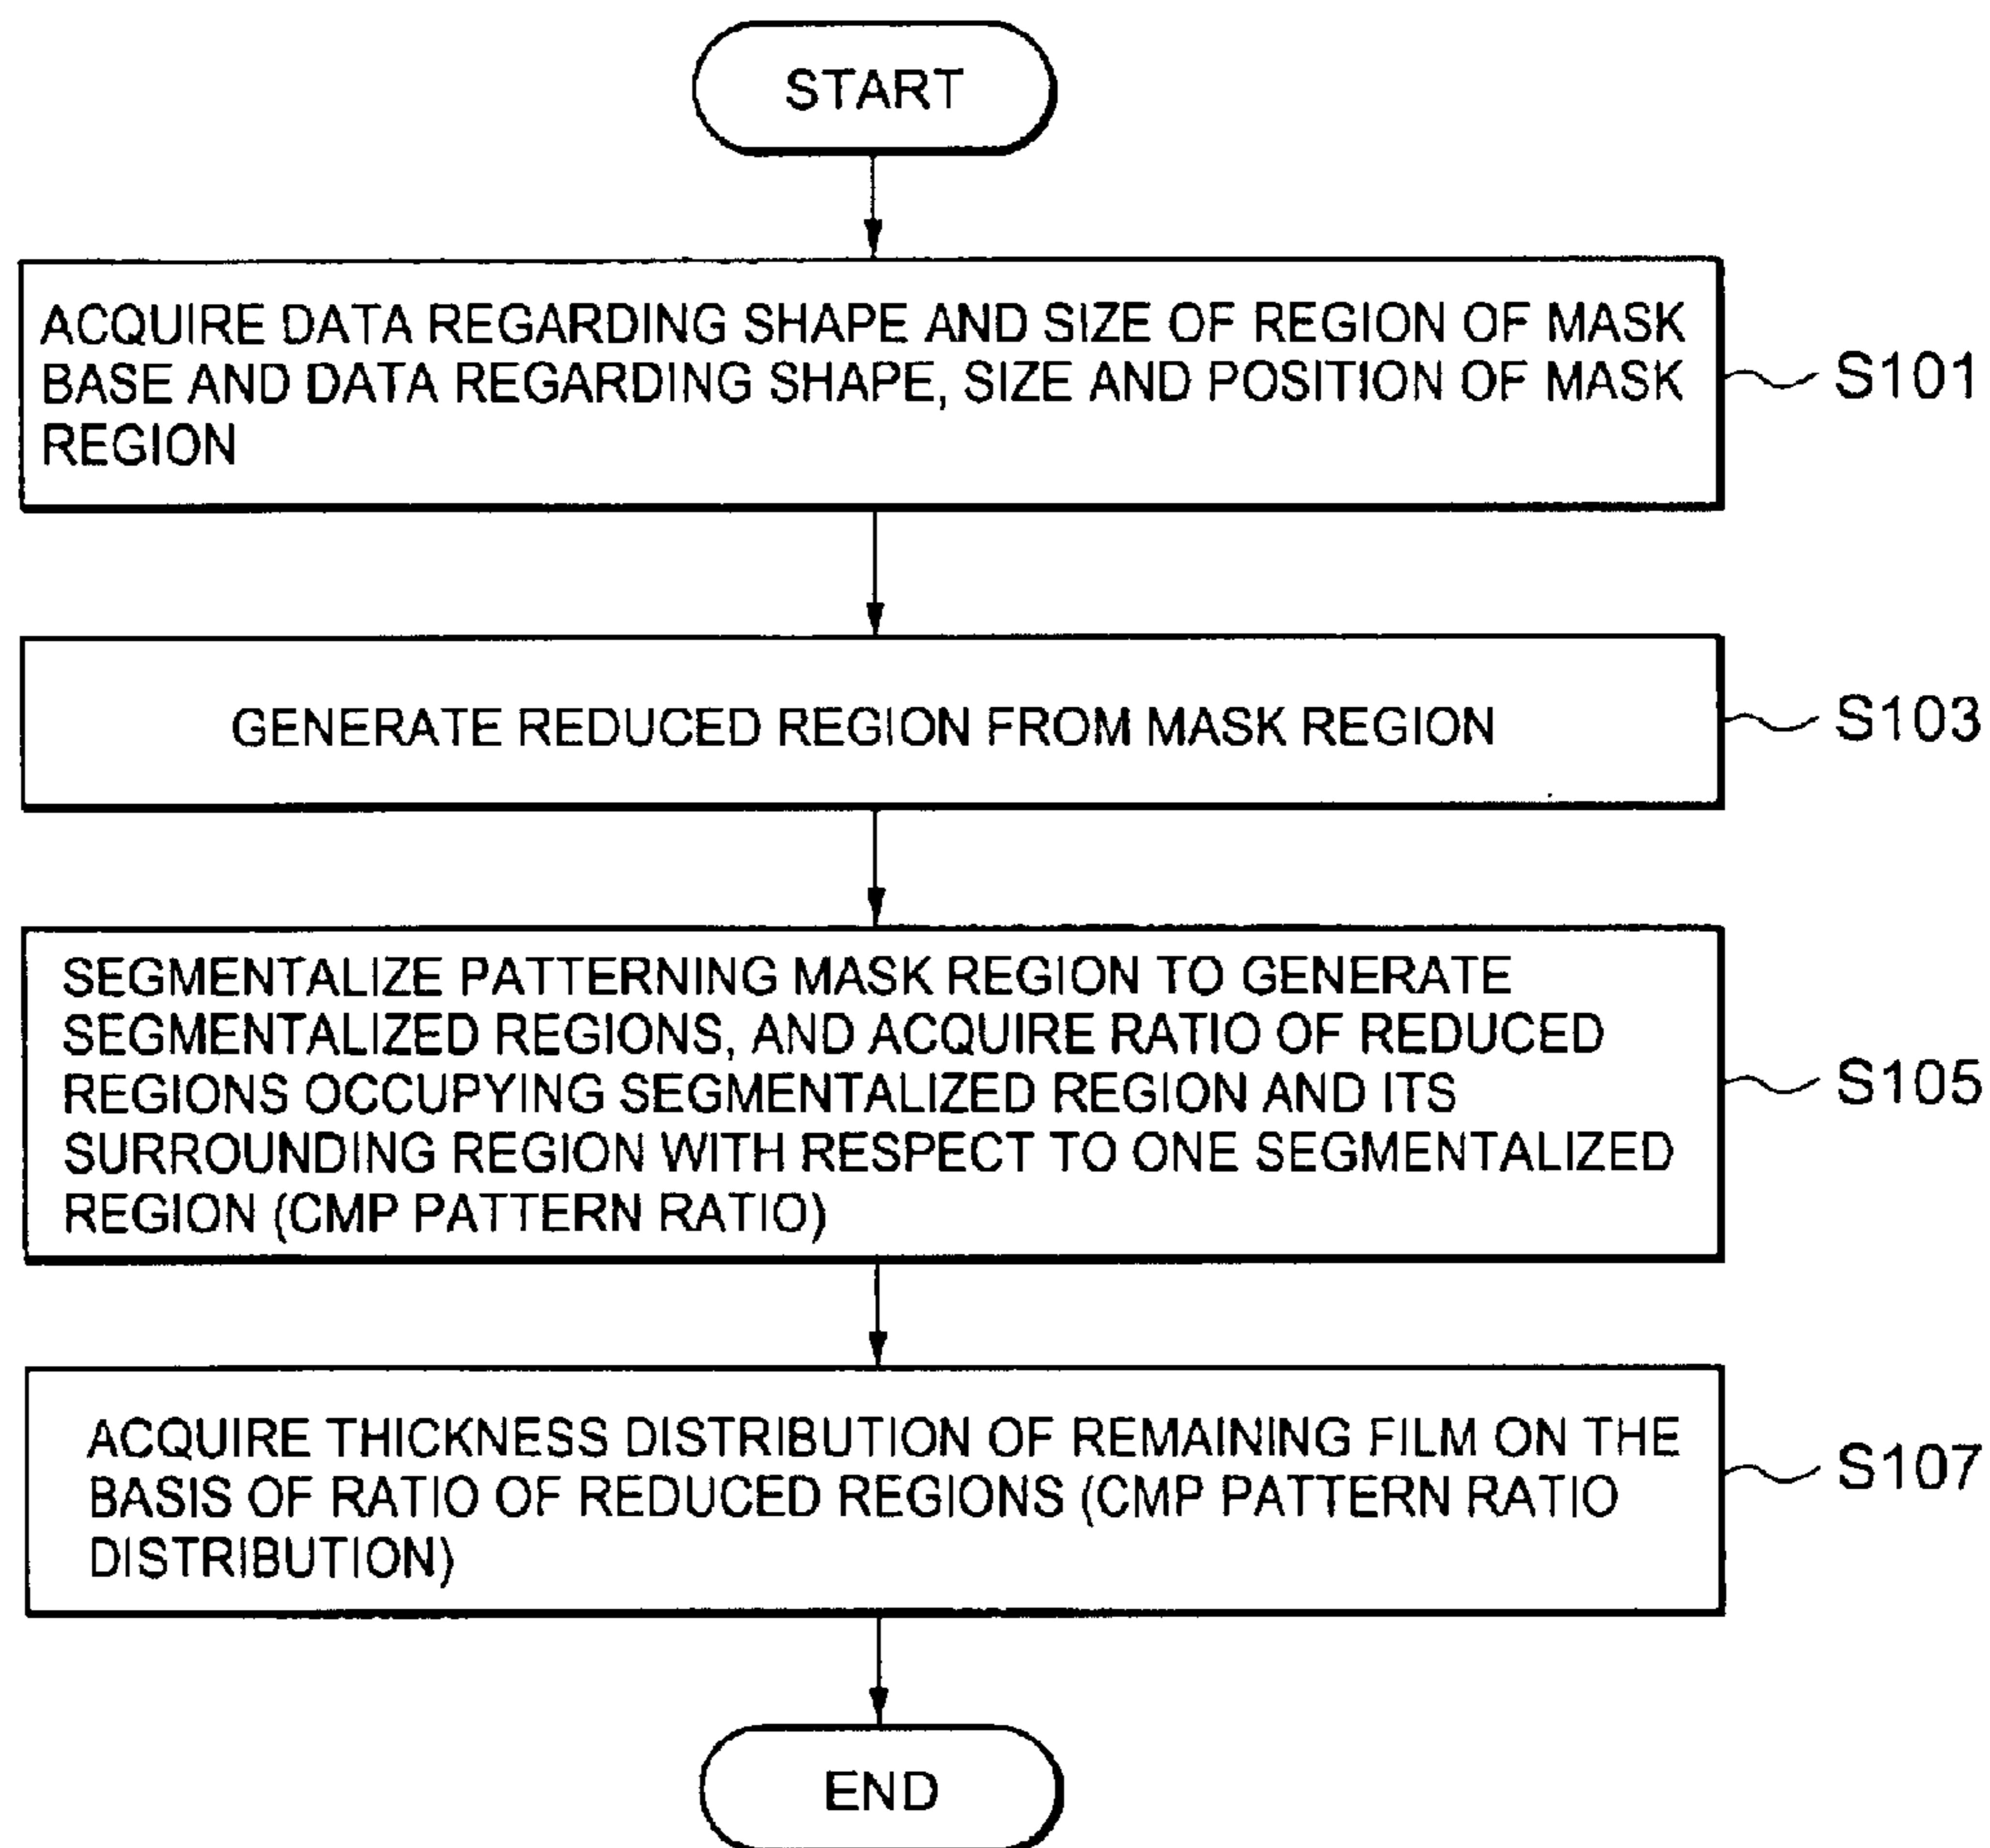 START
ACQUIRE DATA REGARDING SHAPE AND SIZE OF REGION OF MASK
BASE AND DATA REGARDING SHAPE, SIZE AND POSITION OF MASK
REGION
S101
GENERATE REDUCED REGION FROM MASK REGION
S103
SEGMENTALIZE PATTERNING MASK REGION TO GENERATE
SEGMENTALIZED REGIONS, AND ACQUIRE RATIO OF REDUCED
REGIONS OCCUPYING SEGMENTALIZED REGION AND ITS
SURROUNDING REGION WITH RESPECT TO ONE SEGMENTALIZED
REGION (CMP PATTERN RATIO)
S105
ACQUIRE THICKNESS DISTRIBUTION OF REMAINING FILM ON THE
BASIS OF RATIO OF REDUCED REGIONS (CMP PATTERN RATIO
DISTRIBUTION)
S107
END